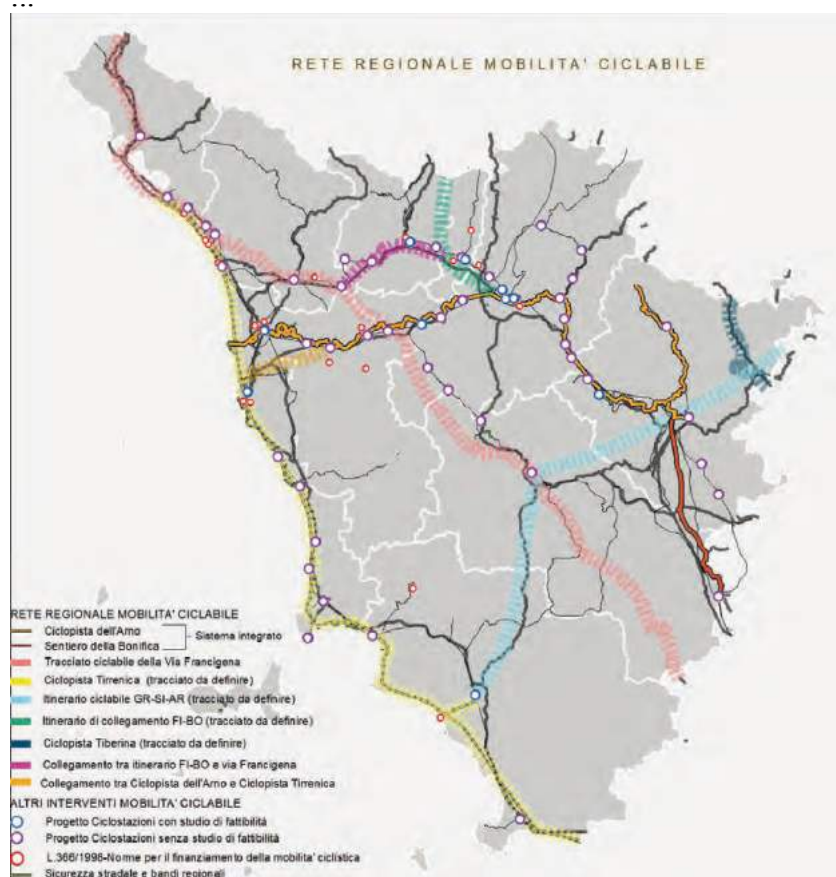 ...
RETE REGIONALE MOBILITA' CICLABILE
RETE REGIONALE MOBILITA' CICLABILE
Ciclopista dell'Arno
Sistema integrato
Sentiero della Bonifica
Tracciato ciclabile della Via Francigena
Ciclopista Tirrenica (tracciato da definire)
Itinerario ciclabile GR-SI-AR (tracciato da definire)
Itinerario di collegamento FI-BO (tracciato da definire)
Ciclopista Tiberina (tracciato da definire)
Collegamento tra itinerario FI-BO e via Francigena
Collegamento tra Ciclopista dell'Arno e Ciclopista Tirrenica
ALTRI INTERVENTI MOBILITA' CICLABILE
Progetto Ciclostazioni con studio di fattibilità
Progetto Ciclostazioni senza studio di fattibilità
L.366/1998-Norme per il finanziamento della mobilita' ciclistica
Sicurezza stradale e bandi regionali